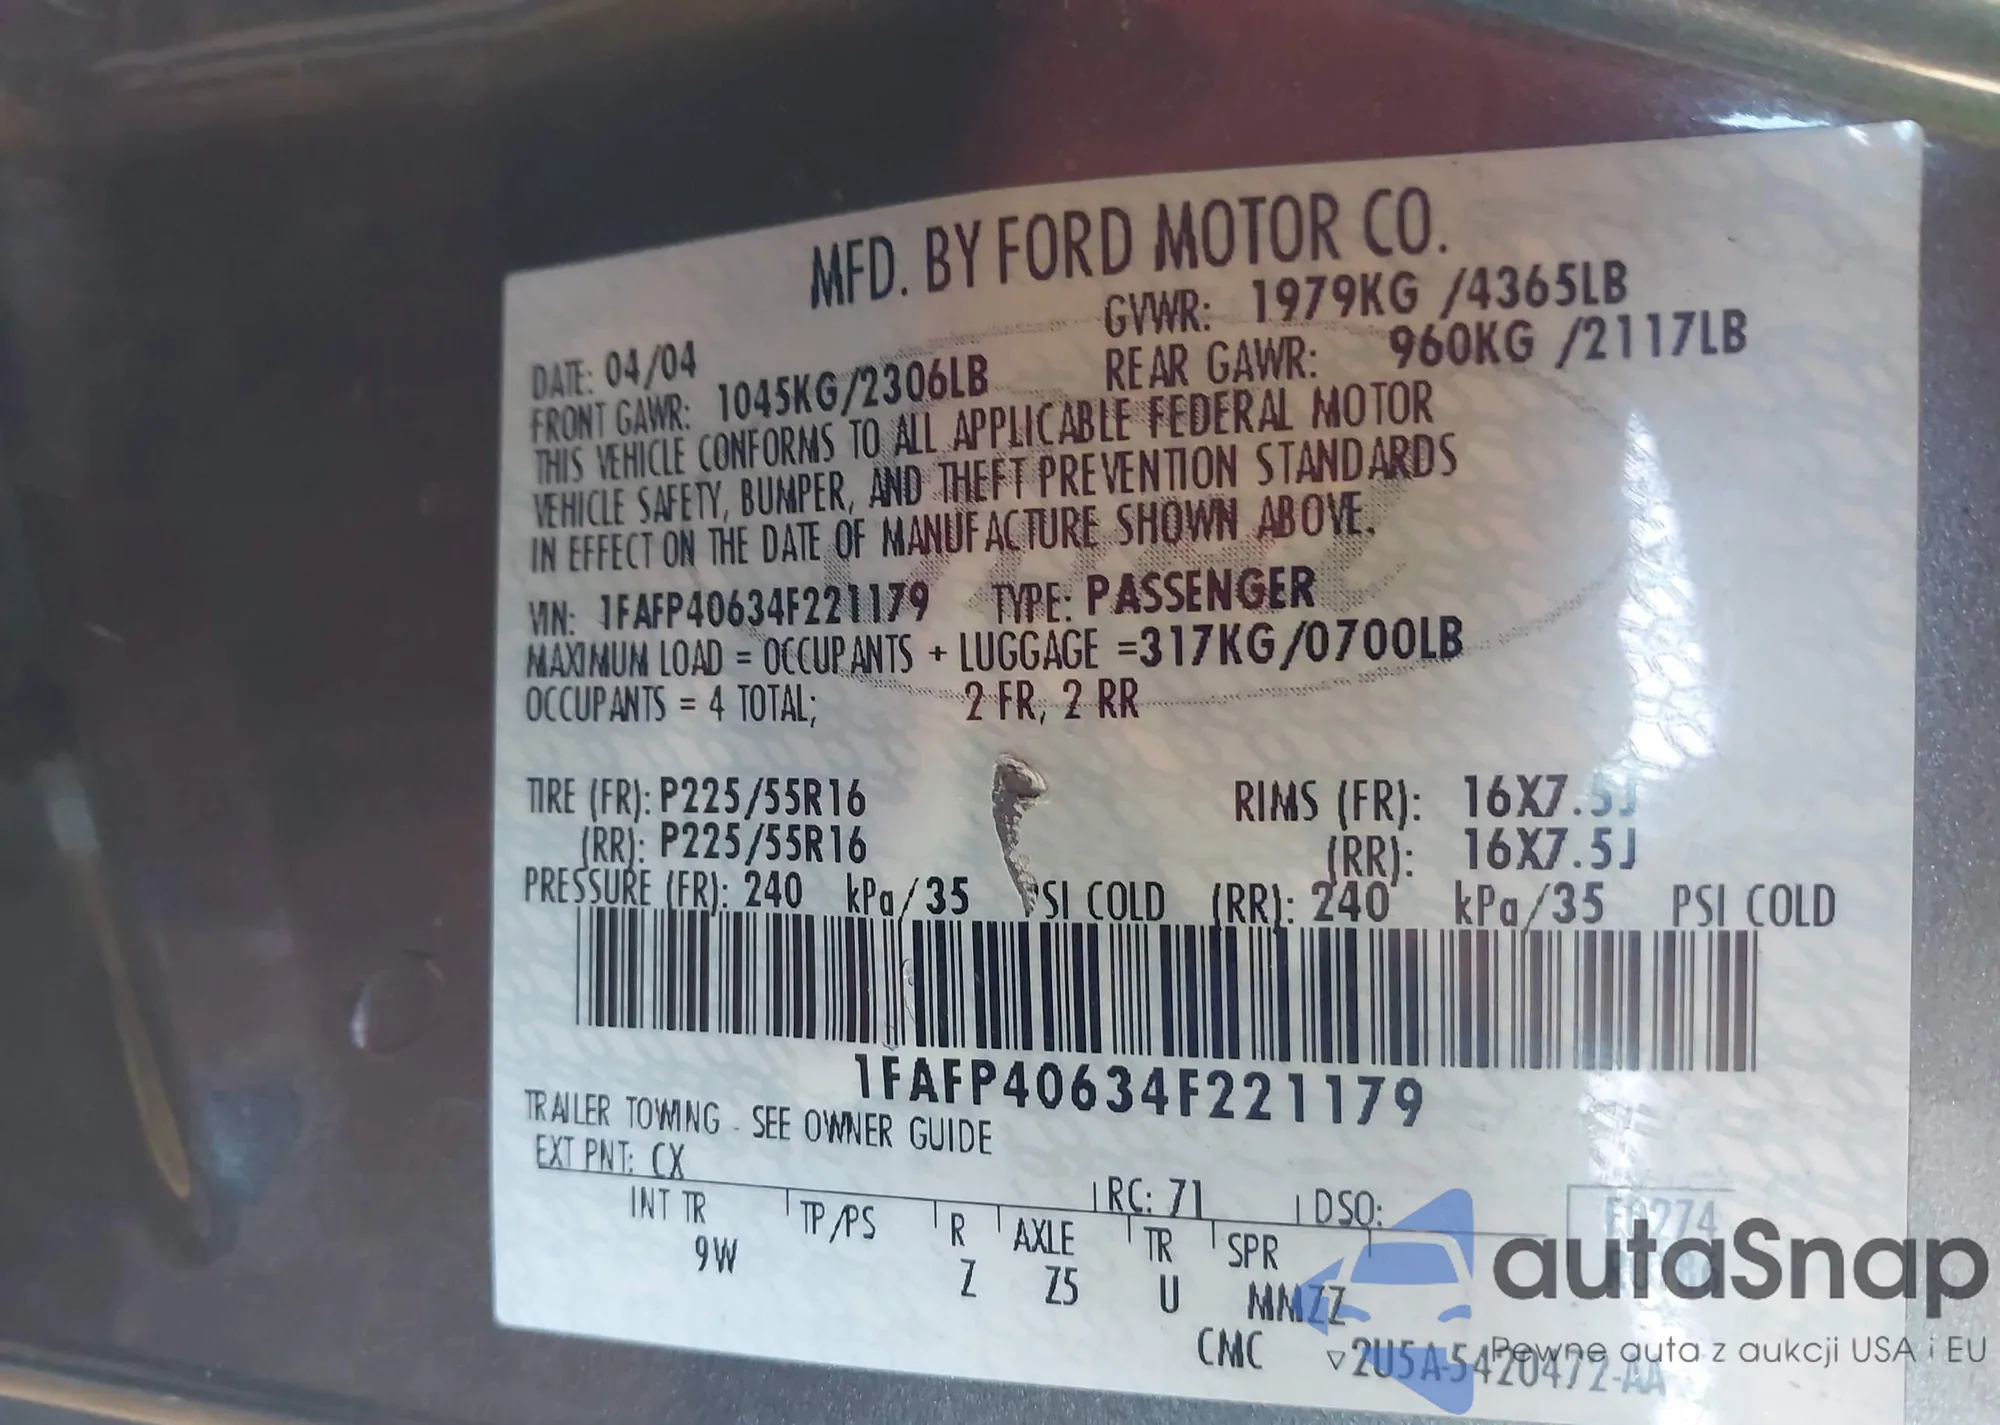 MFD. BY FORD MOTOR CO.
DATE: 04/04 GVWR: 1979KG /4365LB
FRONT GAWR: 1045KG/2306LB REAR GAWR: 960KG /2117LB
THIS VEHICLE CONFORMS TO ALL APPLICABLE FEDERAL MOTOR
VEHICLE SAFETY, BUMPER, AND THEFT PREVENTION STANDARDS
IN EFFECT ON THE DATE OF MANUFACTURE SHOWN ABOVE.
VIN: 1FAFP40634F221179 TYPE: PASSENGER
MAXIMUM LOAD = OCCUPANTS + LUGGAGE =317KG/0700LB
OCCUPANTS = 4 TOTAL; 2 FR, 2 RR
TIRE (FR): P225/55R16 RIMS (FR): 16X7.5J
(RR): P225/55R16 (RR): 16X7.5J
PRESSURE (FR): 240 kPa/35 PSI COLD (RR): 240 kPa/35 PSI COLD
1FAFP40634F221179
TRAILER TOWING - SEE OWNER GUIDE
EXT PNT: CX RC: 71 DSO:
INT TR TP/PS R AXLE TR SPR
9W Z Z5 U MMZZ
CMC ▽2U5A-5420472-AA
autaSnap
Pewne auta z aukcji USA i EU